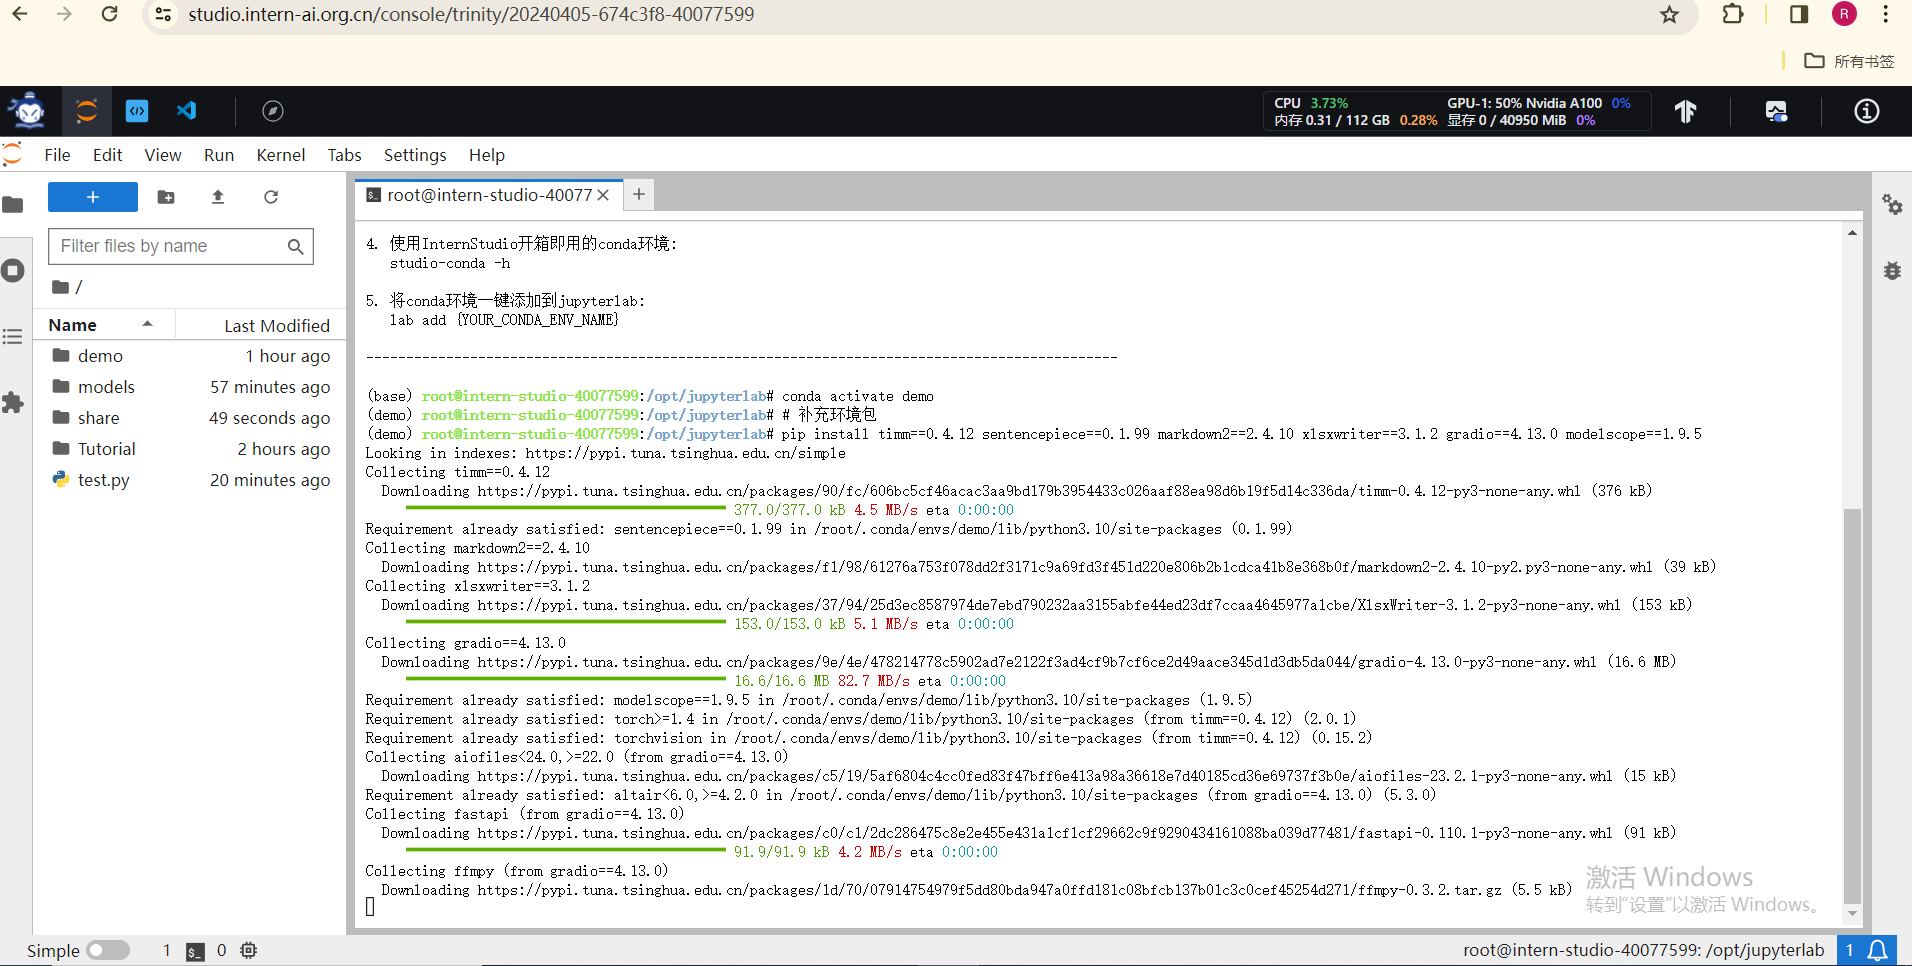 studio.intern-ai.org.cn/console/trinity/20240405-674c3f8-40077599
R
所有书签
CPU 3.73% GPU-1: 50% Nvidia A100 0%
内存 0.31 / 112 GB 0.28% 显存 0 / 40950 MiB 0%
File Edit View Run Kernel Tabs Settings Help
+
root@intern-studio-40077 × +
Filter files by name
/
Name Last Modified
demo 1 hour ago
models 57 minutes ago
share 49 seconds ago
Tutorial 2 hours ago
test.py 20 minutes ago
4. 使用InternStudio开箱即用的conda环境:
studio-conda -h
5. 将conda环境一键添加到jupyterlab:
lab add {YOUR_CONDA_ENV_NAME}
----------------------------------------------------------------------------------------------
(base) root@intern-studio-40077599:/opt/jupyterlab# conda activate demo
(demo) root@intern-studio-40077599:/opt/jupyterlab# # 补充环境包
(demo) root@intern-studio-40077599:/opt/jupyterlab# pip install timm==0.4.12 sentencepiece==0.1.99 markdown2==2.4.10 xlsxwriter==3.1.2 gradio==4.13.0 modelscope==1.9.5
Looking in indexes: https://pypi.tuna.tsinghua.edu.cn/simple
Collecting timm==0.4.12
Downloading https://pypi.tuna.tsinghua.edu.cn/packages/90/fc/606bc5cf46acac3aa9bd179b3954433c026aaf88ea98d6b19f5d14c336da/timm-0.4.12-py3-none-any.whl (376 kB)
377.0/377.0 kB 4.5 MB/s eta 0:00:00
Requirement already satisfied: sentencepiece==0.1.99 in /root/.conda/envs/demo/lib/python3.10/site-packages (0.1.99)
Collecting markdown2==2.4.10
Downloading https://pypi.tuna.tsinghua.edu.cn/packages/f1/98/61276a753f078dd2f3171c9a69fd3f451d220e806b2b1cdca41b8e368b0f/markdown2-2.4.10-py2.py3-none-any.whl (39 kB)
Collecting xlsxwriter==3.1.2
Downloading https://pypi.tuna.tsinghua.edu.cn/packages/37/94/25d3ec8587974de7ebd790232aa3155abfe44ed23df7ccaa4645977a1cbe/XlsxWriter-3.1.2-py3-none-any.whl (153 kB)
153.0/153.0 kB 5.1 MB/s eta 0:00:00
Collecting gradio==4.13.0
Downloading https://pypi.tuna.tsinghua.edu.cn/packages/9e/4e/478214778c5902ad7e2122f3ad4cf9b7cf6ce2d49aace345d1d3db5da044/gradio-4.13.0-py3-none-any.whl (16.6 MB)
16.6/16.6 MB 82.7 MB/s eta 0:00:00
Requirement already satisfied: modelscope==1.9.5 in /root/.conda/envs/demo/lib/python3.10/site-packages (1.9.5)
Requirement already satisfied: torch>=1.4 in /root/.conda/envs/demo/lib/python3.10/site-packages (from timm==0.4.12) (2.0.1)
Requirement already satisfied: torchvision in /root/.conda/envs/demo/lib/python3.10/site-packages (from timm==0.4.12) (0.15.2)
Collecting aiofiles<24.0,>=22.0 (from gradio==4.13.0)
Downloading https://pypi.tuna.tsinghua.edu.cn/packages/c5/19/5af6804c4cc0fed83f47bff6e413a98a36618e7d40185cd36e69737f3b0e/aiofiles-23.2.1-py3-none-any.whl (15 kB)
Requirement already satisfied: altair<6.0,>=4.2.0 in /root/.conda/envs/demo/lib/python3.10/site-packages (from gradio==4.13.0) (5.3.0)
Collecting fastapi (from gradio==4.13.0)
Downloading https://pypi.tuna.tsinghua.edu.cn/packages/c0/c1/2dc286475c8e2e455e431a1cf1cf29662c9f9290434161088ba039d77481/fastapi-0.110.1-py3-none-any.whl (91 kB)
91.9/91.9 kB 4.2 MB/s eta 0:00:00
Collecting ffmpy (from gradio==4.13.0)
Downloading https://pypi.tuna.tsinghua.edu.cn/packages/1d/70/07914754979f5dd80bda947a0ffd181c08bfcb137b01c3c0cef45254d271/ffmpy-0.3.2.tar.gz (5.5 kB)
激活 Windows
转到“设置”以激活 Windows。
Simple 1 0 root@intern-studio-40077599: /opt/jupyterlab 1